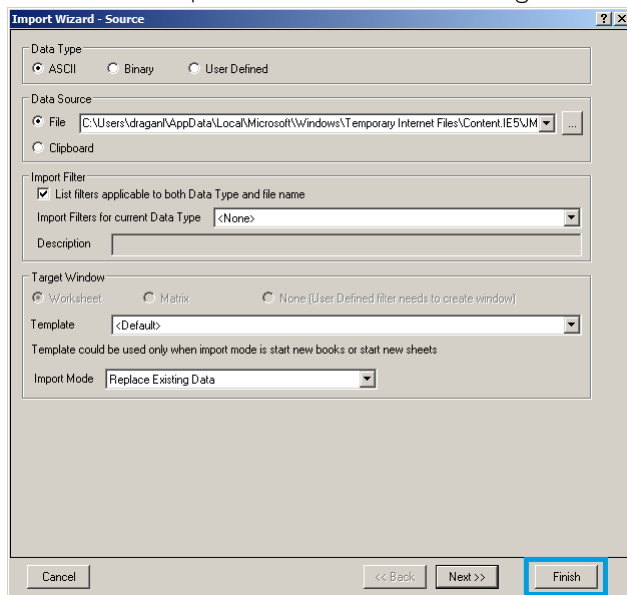 Import Wizard - Source
Data Type
ASCII Binary User Defined
Data Source
File C:\Users\draganl\AppData\Local\Microsoft\Windows\Temporary Internet Files\Content.IE5\JM ...
Clipboard
Import Filter
List filters applicable to both Data Type and file name
Import Filters for current Data Type <None>
Description
Target Window
Worksheet Matrix None (User Defined filter needs to create window)
Template <Default>
Template could be used only when import mode is start new books or start new sheets
Import Mode Replace Existing Data
Cancel << Back Next >> Finish